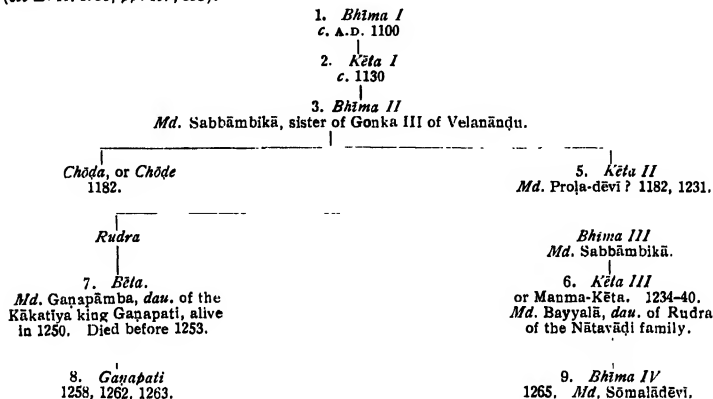 1. Bhīma I
c. A.D. 1100
2. Kēta I
c. 1130
3. Bhīma II
Md. Sabbāmbikā, sister of Gonka III of Velanāndu.
Chōḍa, or Chōḍe
1182.
5. Kēta II
Md. Proḷa-dēvī ? 1182, 1231.
Rudra
Bhīma III
Md. Sabbāmbikā.
7. Bēta.
Md. Gaṇapāmba, dau. of the
Kākatīya king Gaṇapati, alive
in 1250. Died before 1253.
6. Kēta III
or Manma-Kēta. 1234-40.
Md. Bayyalā, dau. of Rudra
of the Nātavāḍi family.
8. Gaṇapati
1258, 1262, 1263.
9. Bhīma IV
1265. Md. Sōmalādēvī.